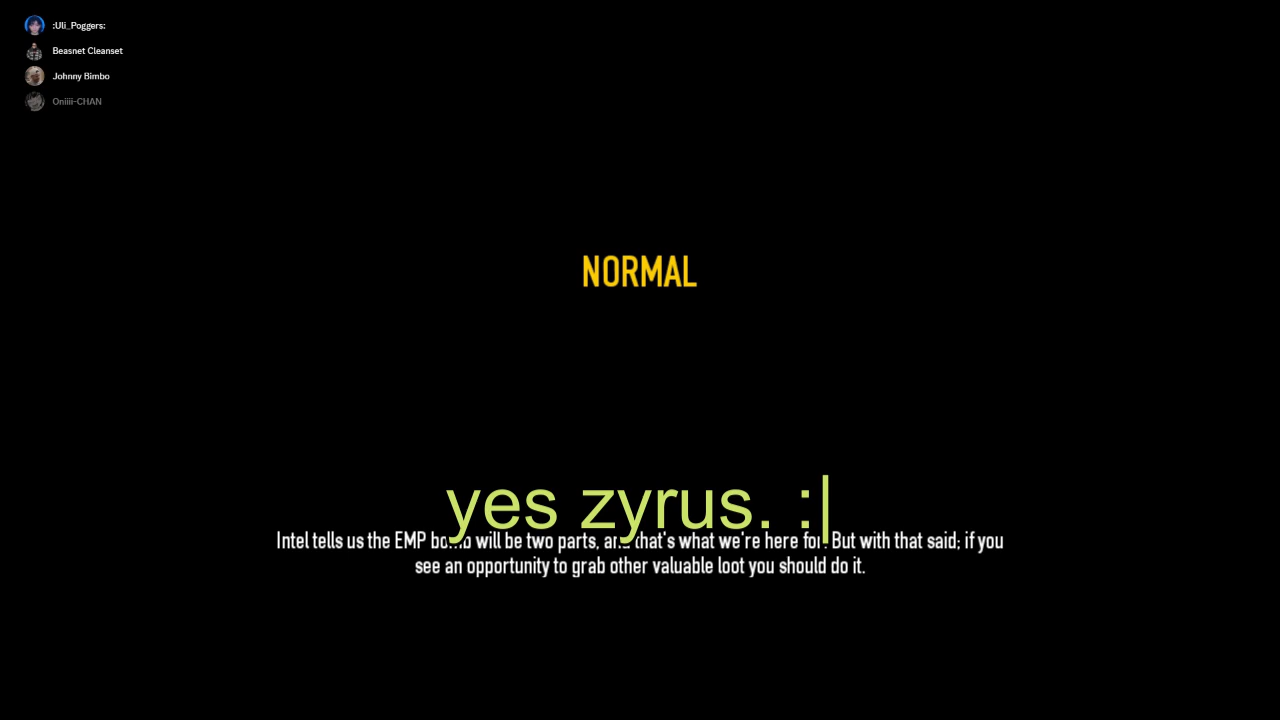 :Uli_Poggers:
Beasnet Cleanset
Johnny Bimbo
Oniiii-CHAN
NORMAL
yes zyrus. :|
Intel tells us the EMP bomb will be two parts, and that's what we're here for. But with that said; if you
see an opportunity to grab other valuable loot you should do it.